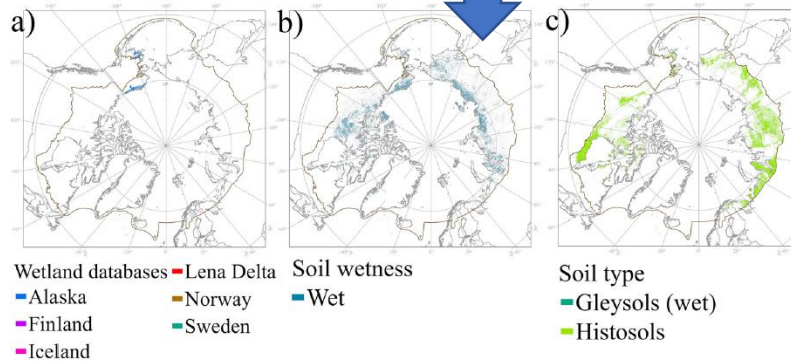 a)
b)
c)
Wetland databases
Alaska
Finland
Iceland
Lena Delta
Norway
Sweden
Soil wetness
Wet
Soil type
Gleysols (wet)
Histosols